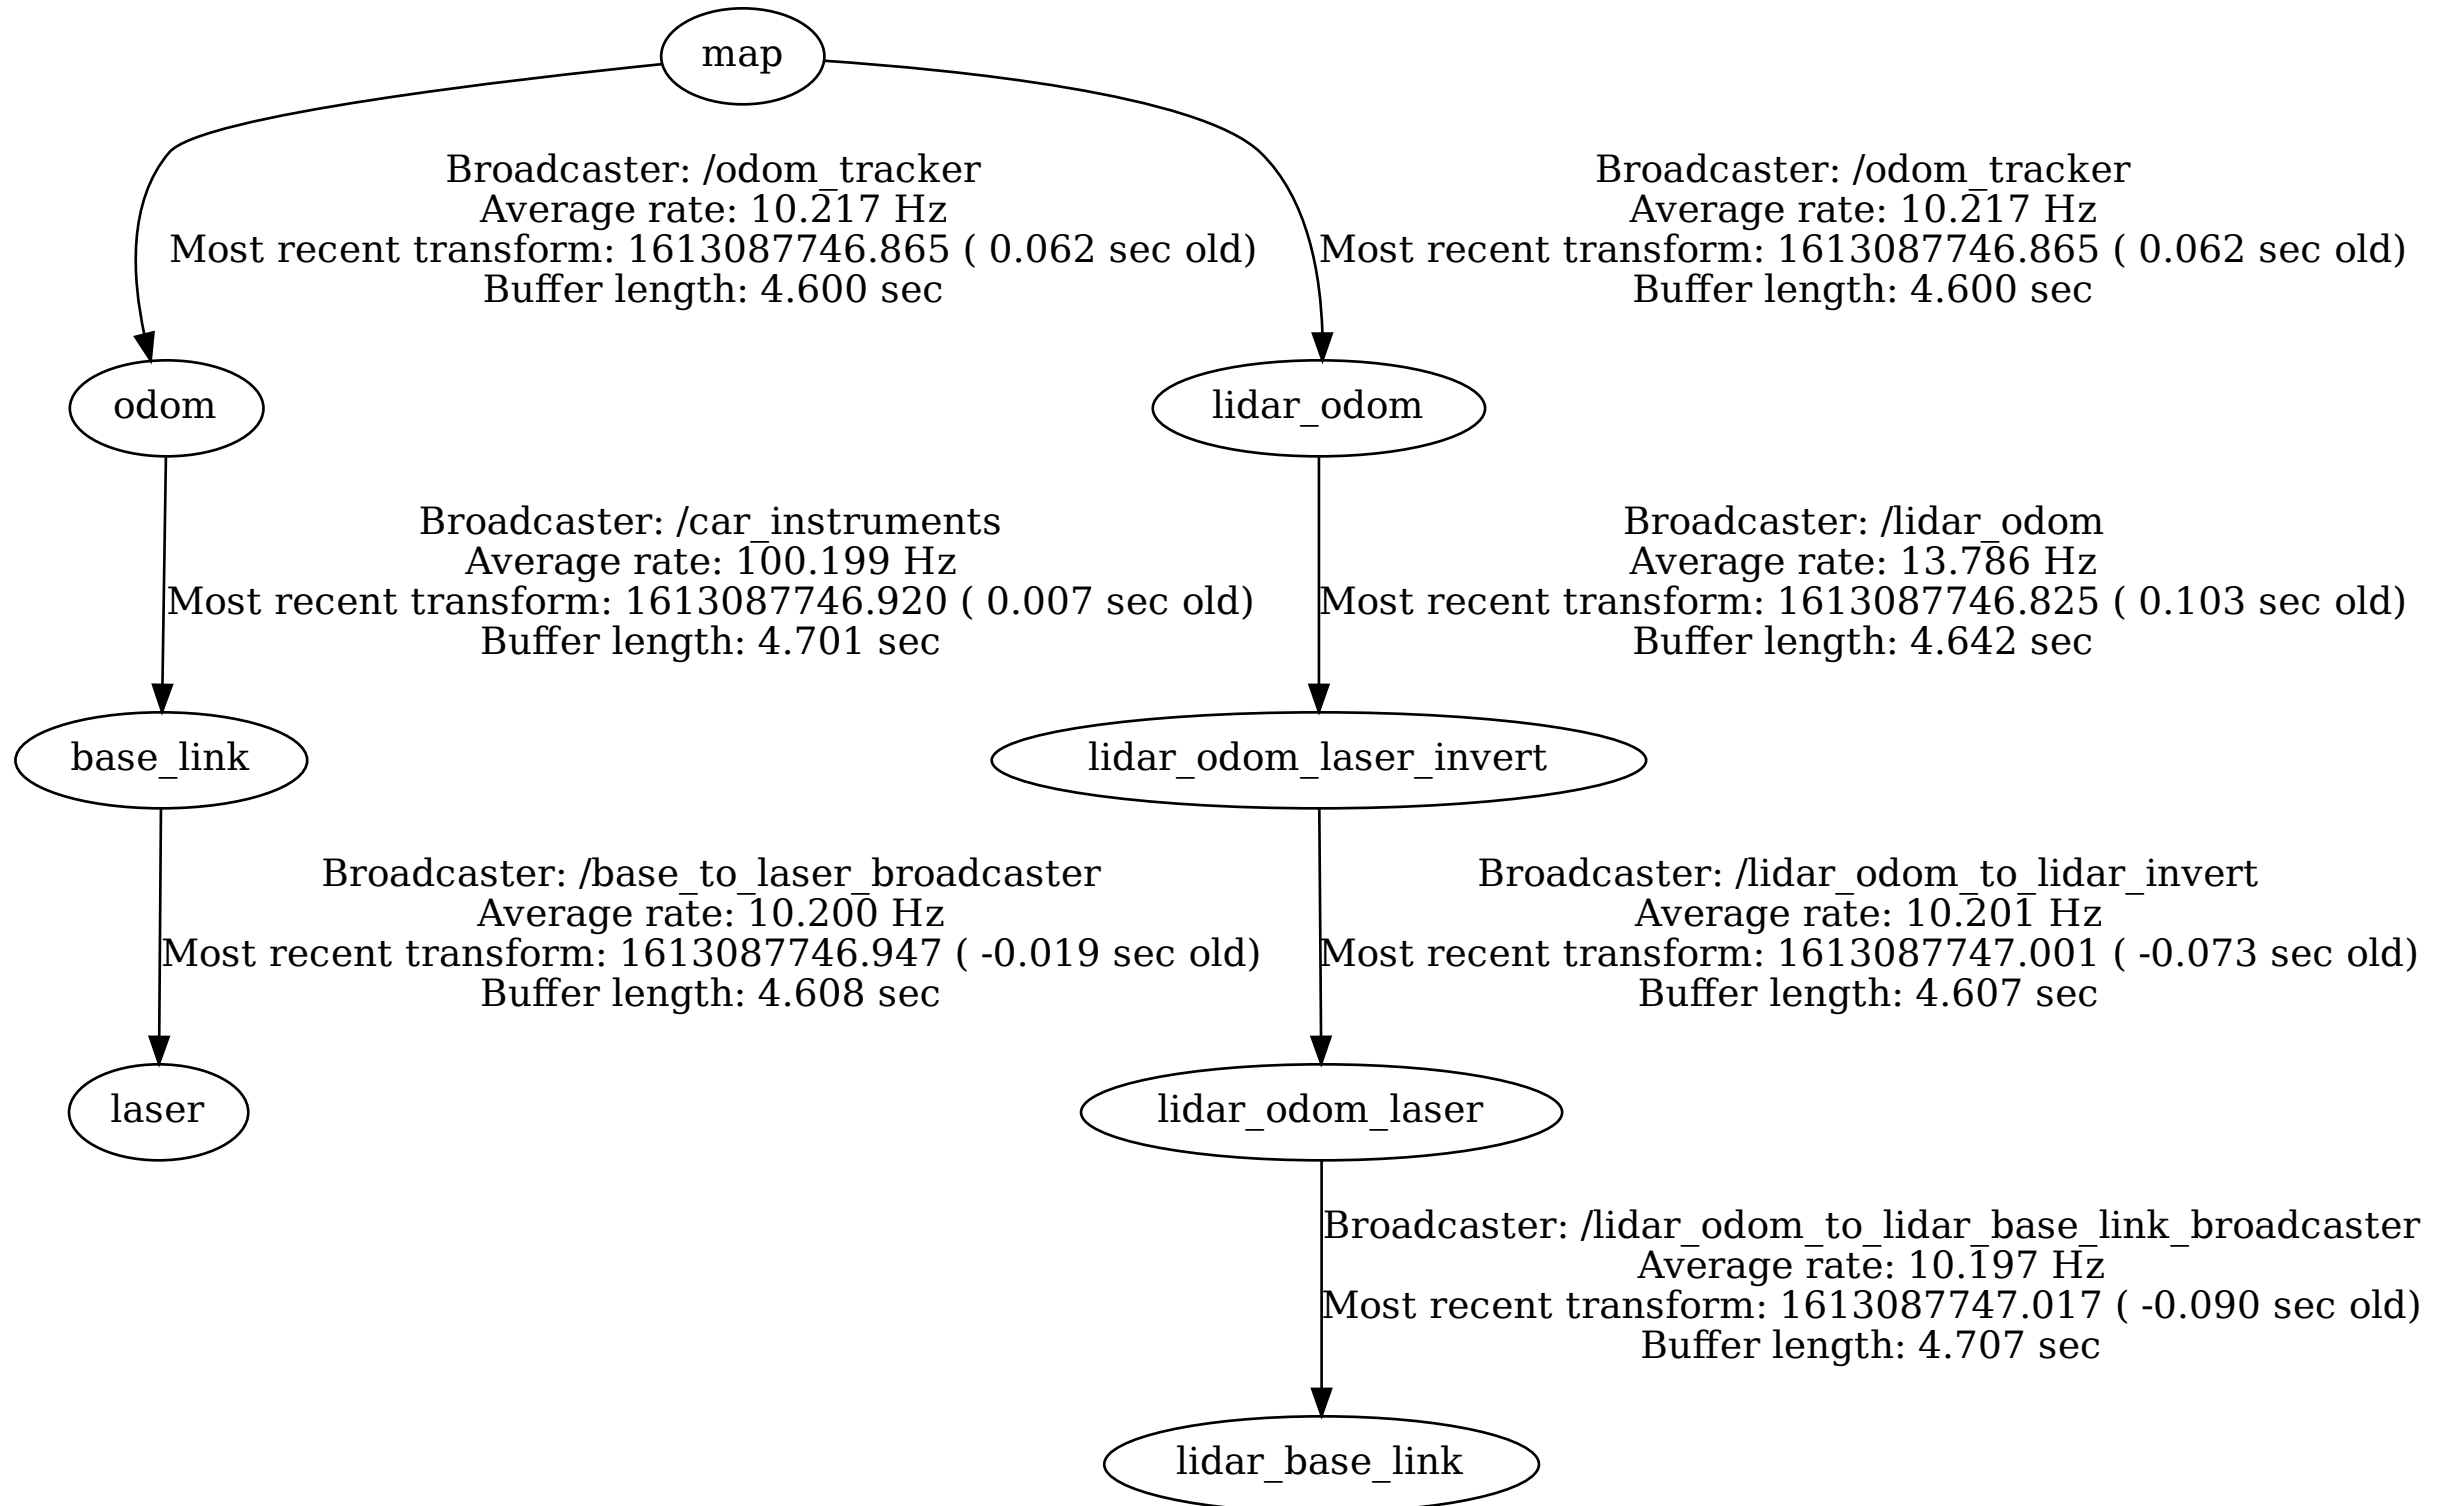 map
Broadcaster: /odom_tracker
Average rate: 10.217 Hz
Most recent transform: 1613087746.865 ( 0.062 sec old)
Buffer length: 4.600 sec
Broadcaster: /odom_tracker
Average rate: 10.217 Hz
Most recent transform: 1613087746.865 ( 0.062 sec old)
Buffer length: 4.600 sec
odom
lidar_odom
Broadcaster: /car_instruments
Average rate: 100.199 Hz
Most recent transform: 1613087746.920 ( 0.007 sec old)
Buffer length: 4.701 sec
Broadcaster: /lidar_odom
Average rate: 13.786 Hz
Most recent transform: 1613087746.825 ( 0.103 sec old)
Buffer length: 4.642 sec
base_link
lidar_odom_laser_invert
Broadcaster: /base_to_laser_broadcaster
Average rate: 10.200 Hz
Most recent transform: 1613087746.947 ( -0.019 sec old)
Buffer length: 4.608 sec
Broadcaster: /lidar_odom_to_lidar_invert
Average rate: 10.201 Hz
Most recent transform: 1613087747.001 ( -0.073 sec old)
Buffer length: 4.607 sec
laser
lidar_odom_laser
Broadcaster: /lidar_odom_to_lidar_base_link_broadcaster
Average rate: 10.197 Hz
Most recent transform: 1613087747.017 ( -0.090 sec old)
Buffer length: 4.707 sec
lidar_base_link